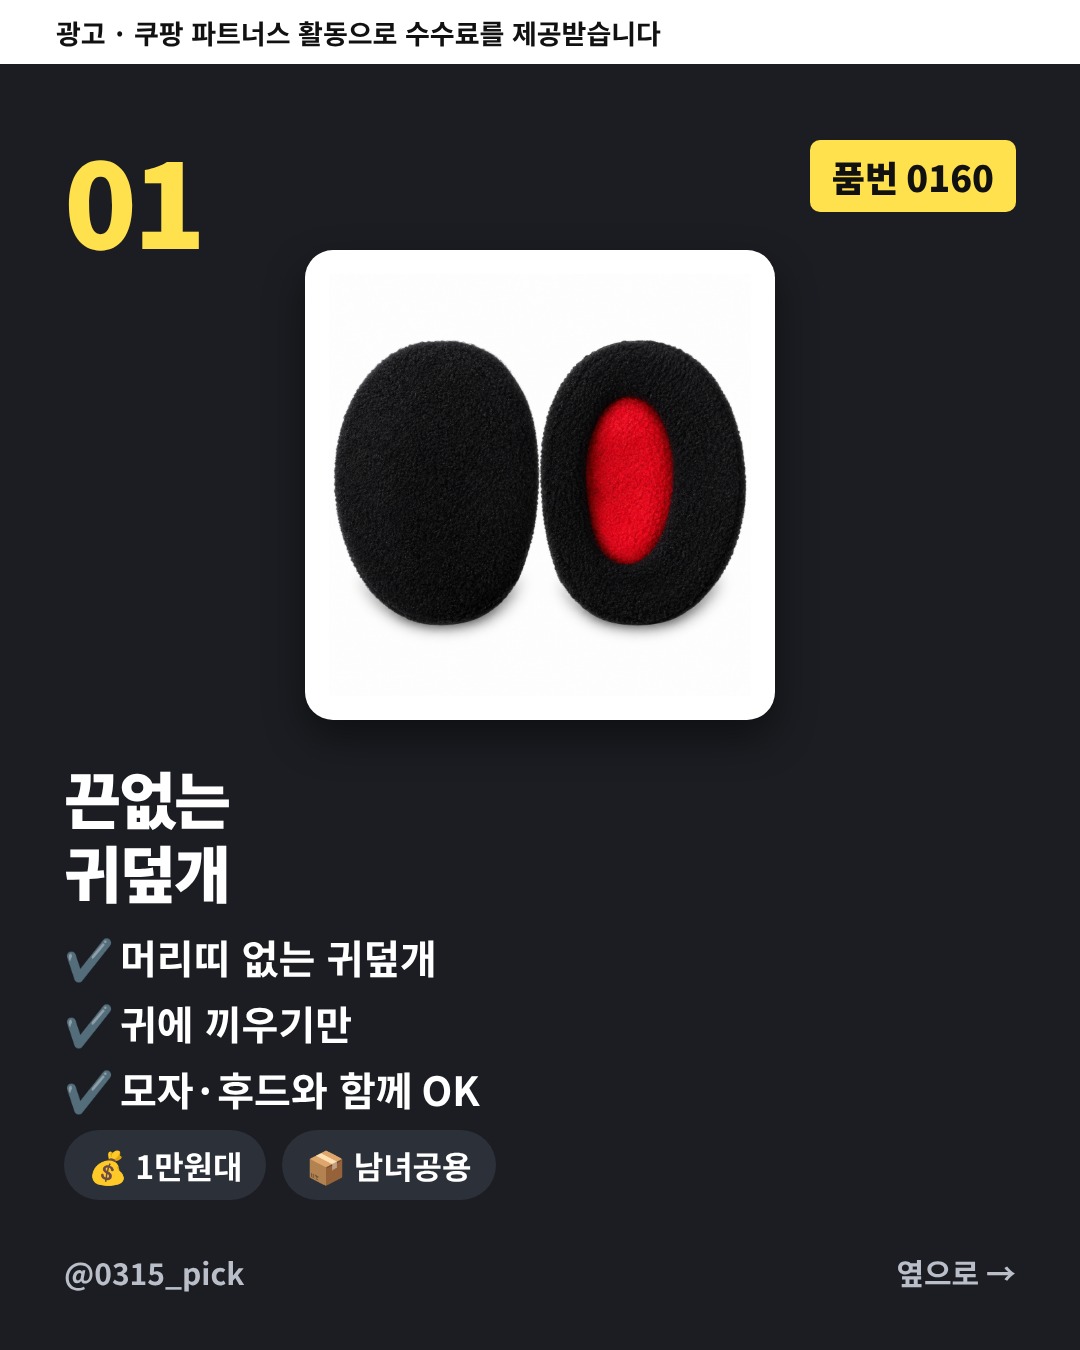 광고 · 쿠팡 파트너스 활동으로 수수료를 제공받습니다
01
품번 0160
끈없는
귀덮개
✔️ 머리띠 없는 귀덮개
✔️ 귀에 끼우기만
✔️ 모자·후드와 함께 OK
💰 1만원대
📦 남녀공용
@0315_pick
옆으로 →